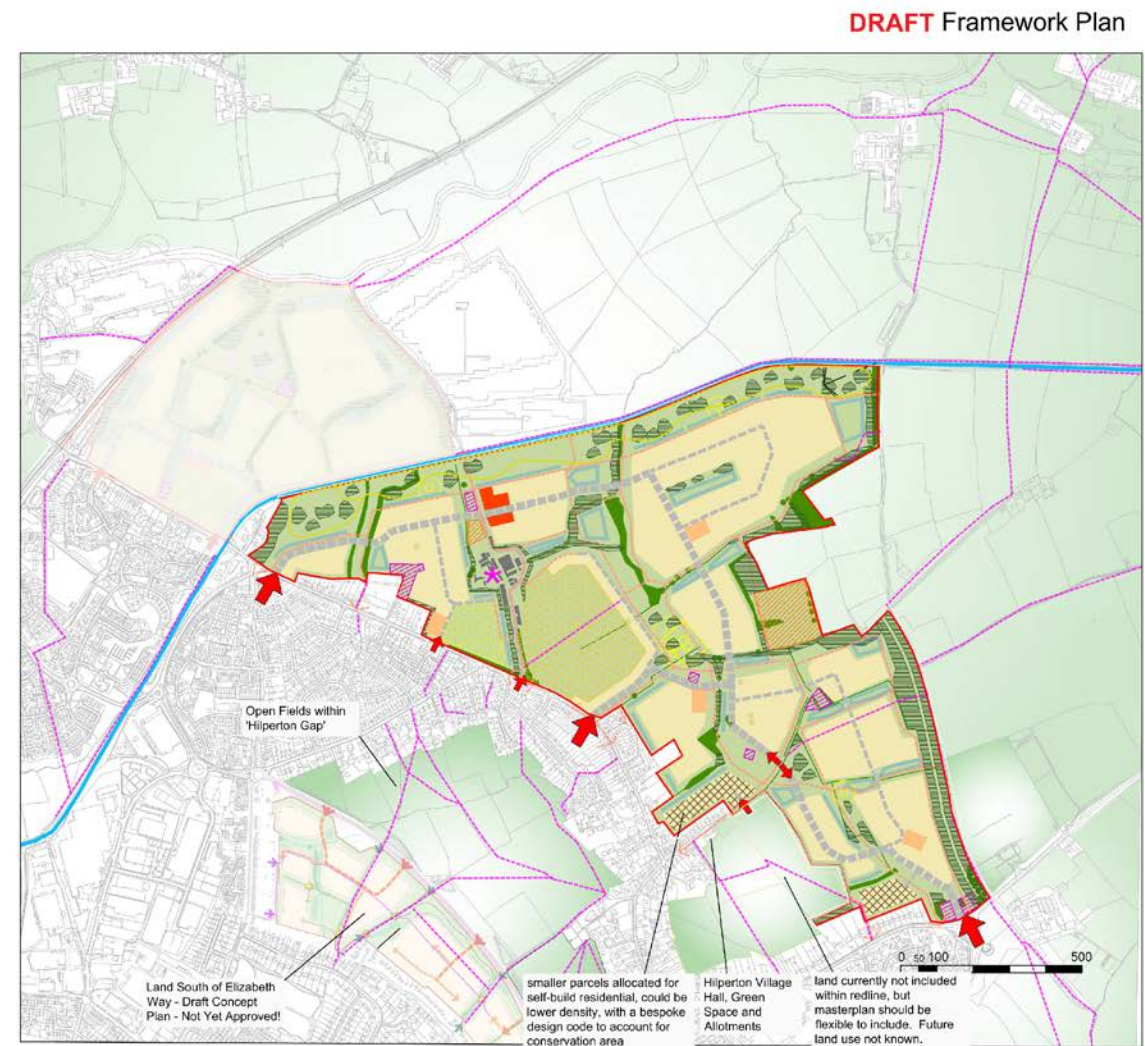 DRAFT Framework Plan
Open Fields within
'Hilperton Gap'
0 50 100 500
Land South of Elizabeth
Way - Draft Concept
Plan - Not Yet Approved!
smaller parcels allocated for
self-build residential, could be
lower density, with a bespoke
design code to account for
conservation area
Hilperton Village
Hall, Green
Space and
Allotments
land currently not included
within redline, but
masterplan should be
flexible to include. Future
land use not known.